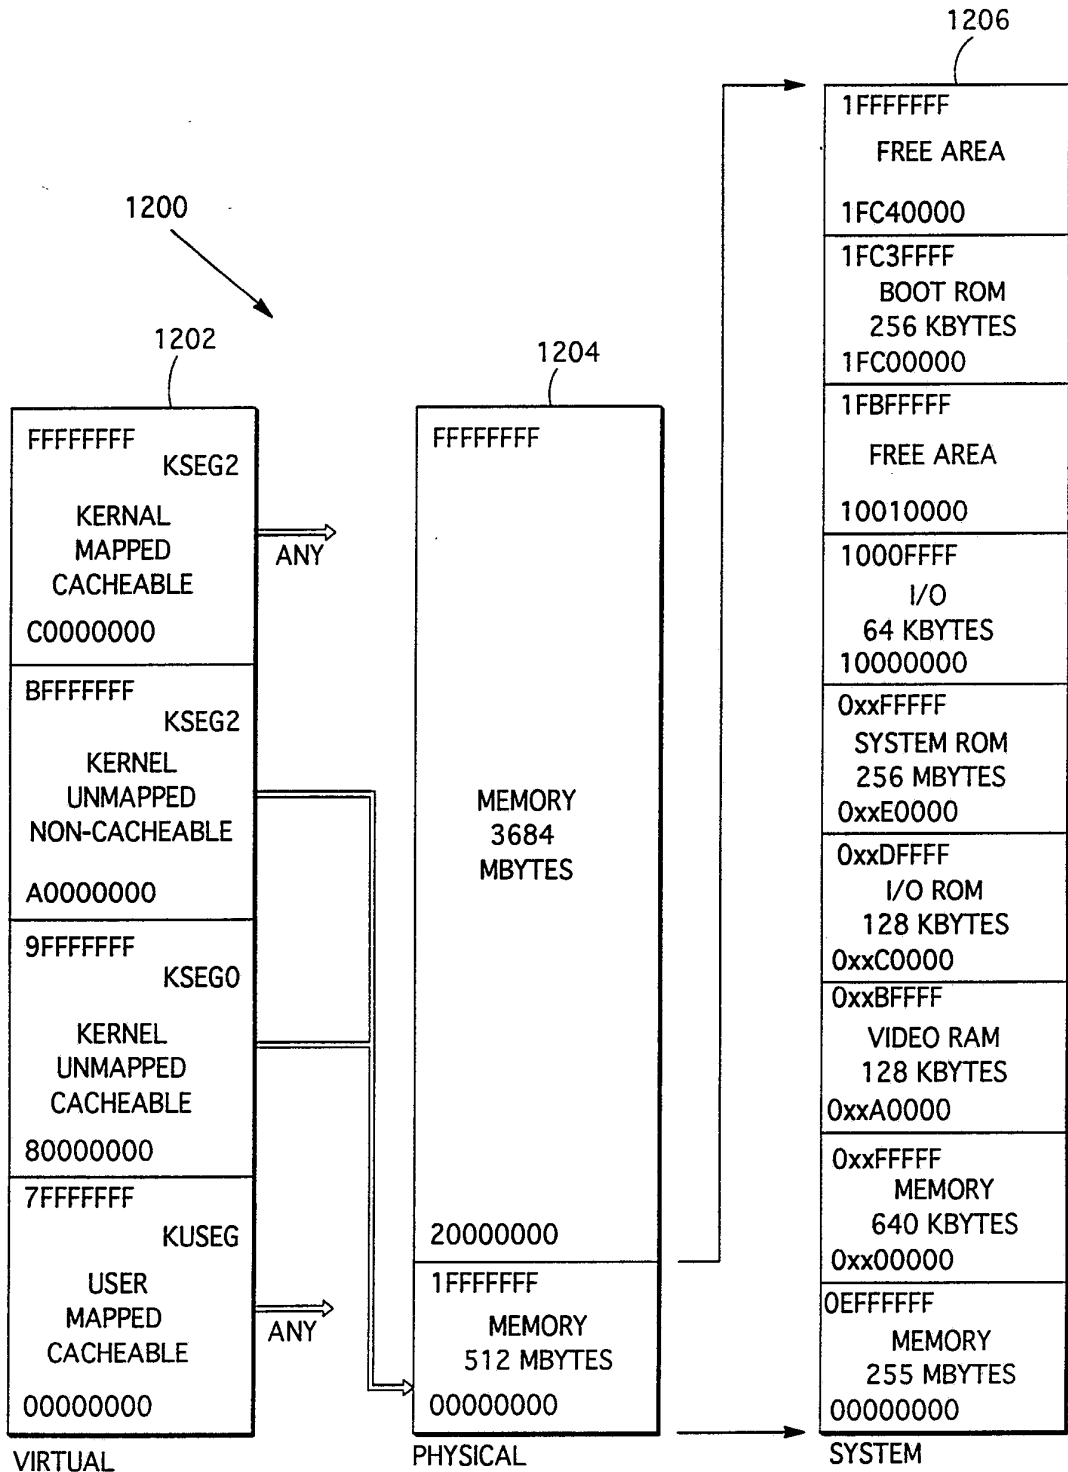 1200
1202
FFFFFFFF
KSEG2
KERNAL
MAPPED
CACHEABLE
C0000000
ANY
BFFFFFFF
KSEG2
KERNEL
UNMAPPED
NON-CACHEABLE
A0000000
9FFFFFFF
KSEG0
KERNEL
UNMAPPED
CACHEABLE
80000000
7FFFFFFF
KUSEG
USER
MAPPED
CACHEABLE
00000000
ANY
VIRTUAL
1204
FFFFFFFF
MEMORY
3684
MBYTES
20000000
1FFFFFFF
MEMORY
512 MBYTES
00000000
PHYSICAL
1206
1FFFFFFF
FREE AREA
1FC40000
1FC3FFFF
BOOT ROM
256 KBYTES
1FC00000
1FBFFFFF
FREE AREA
10010000
1000FFFF
I/O
64 KBYTES
10000000
0xxFFFFF
SYSTEM ROM
256 MBYTES
0xxE0000
0xxDFFFF
I/O ROM
128 KBYTES
0xxC0000
0xxBFFFF
VIDEO RAM
128 KBYTES
0xxA0000
0xxFFFFF
MEMORY
640 KBYTES
0xx00000
0EFFFFFF
MEMORY
255 MBYTES
00000000
SYSTEM